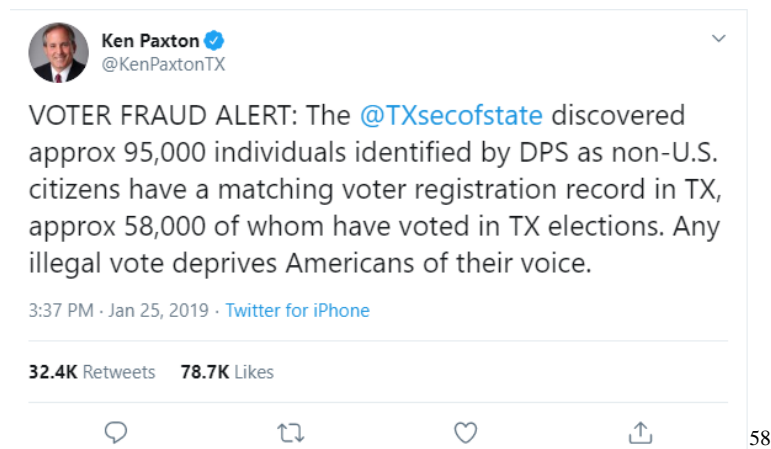 Ken Paxton
@KenPaxtonTX
VOTER FRAUD ALERT: The @TXsecofstate discovered
approx 95,000 individuals identified by DPS as non-U.S.
citizens have a matching voter registration record in TX,
approx 58,000 of whom have voted in TX elections. Any
illegal vote deprives Americans of their voice.
3:37 PM · Jan 25, 2019 · Twitter for iPhone
32.4K Retweets 78.7K Likes
58